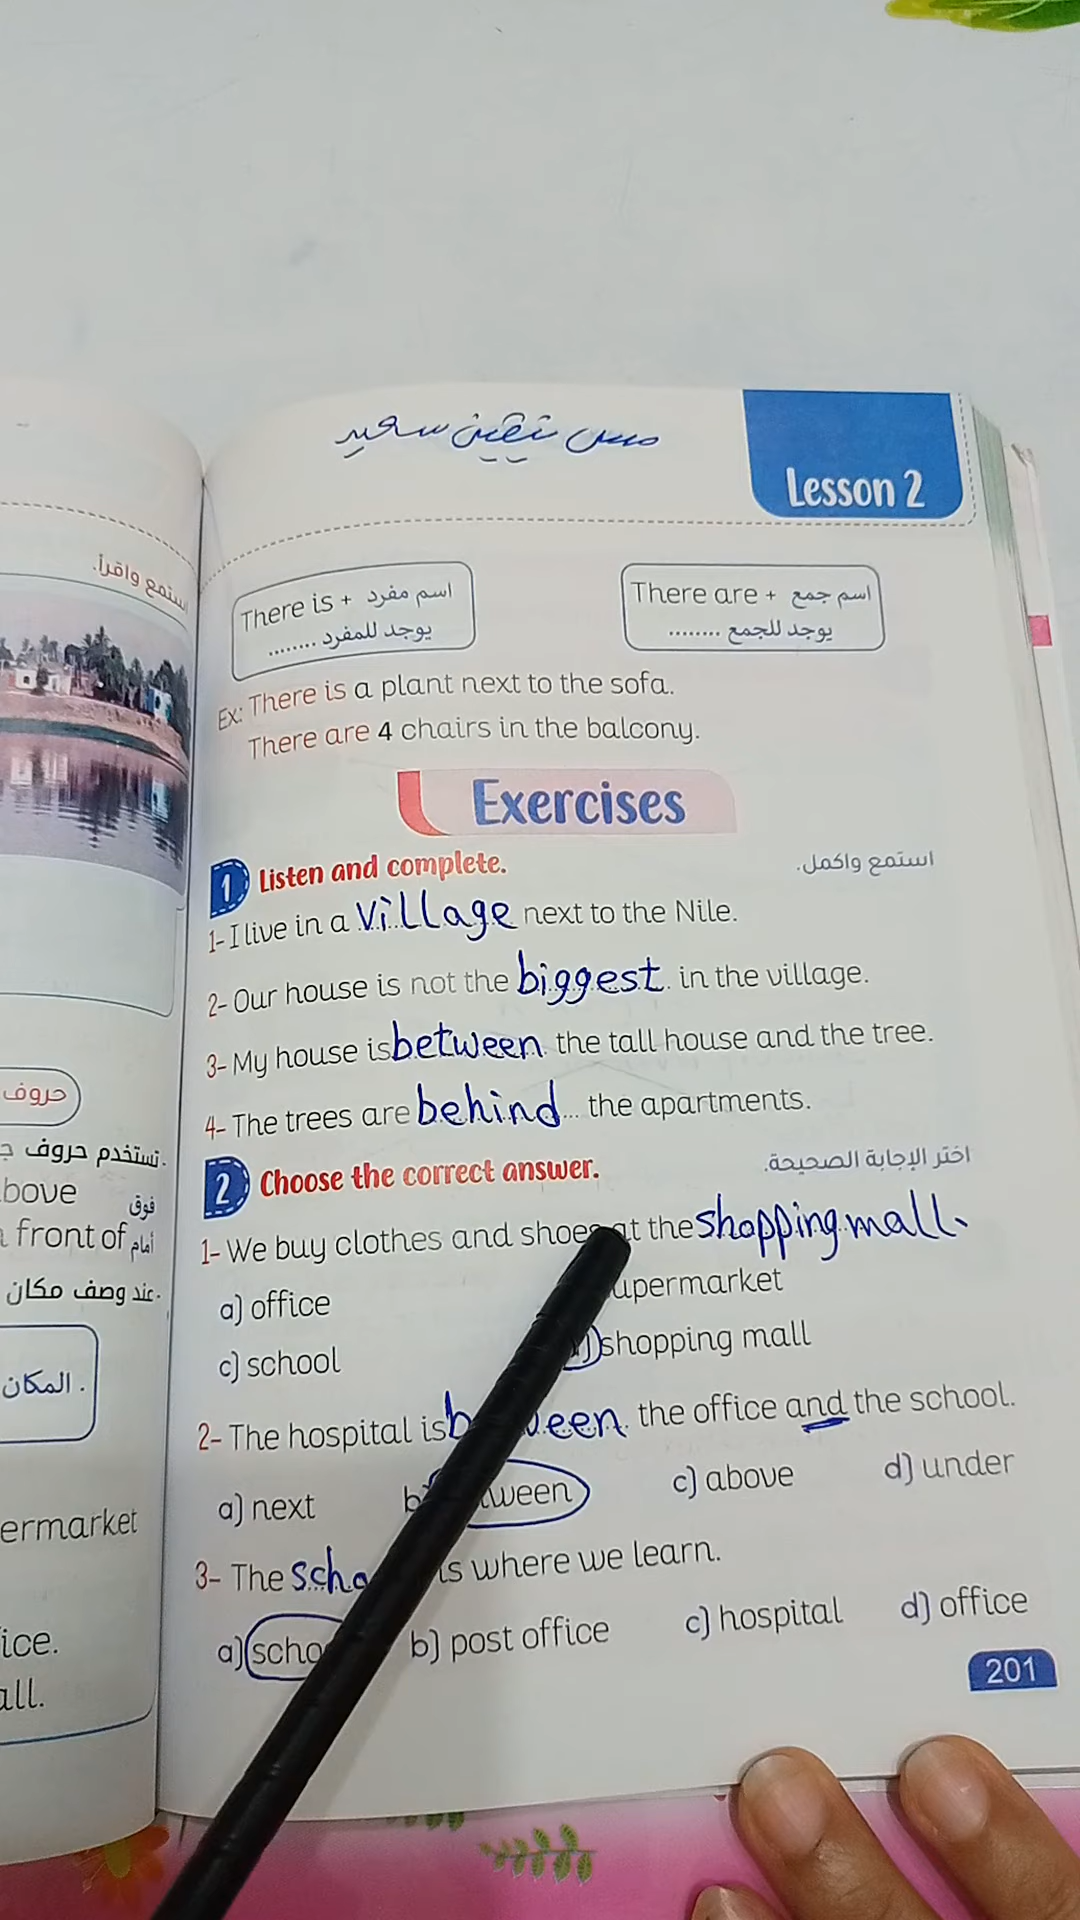 استمع واقرأ.
حروف
تستخدم حروف
bove فوق
front of أمام
عند وصف مكان.
المكان.
ermarket
ice.
all.
مس يقين سعيد
Lesson 2
There is + اسم مفرد
يوجد للمفرد ........
There are + اسم جمع
يوجد للجمع ........
Ex: There is a plant next to the sofa.
There are 4 chairs in the balcony.
Exercises
1 Listen and complete. استمع واكمل.
1- I live in a village next to the Nile.
2- Our house is not the biggest in the village.
3- My house is between the tall house and the tree.
4- The trees are behind ... the apartments.
2 Choose the correct answer. اختر الإجابة الصحيحة.
1- We buy clothes and shoes at the shopping mall.
a) office upermarket
c) school shopping mall
2- The hospital is b een the office and the school.
a) next b) tween c) above d) under
3- The scho is where we learn.
a) scho b) post office c) hospital d) office
201